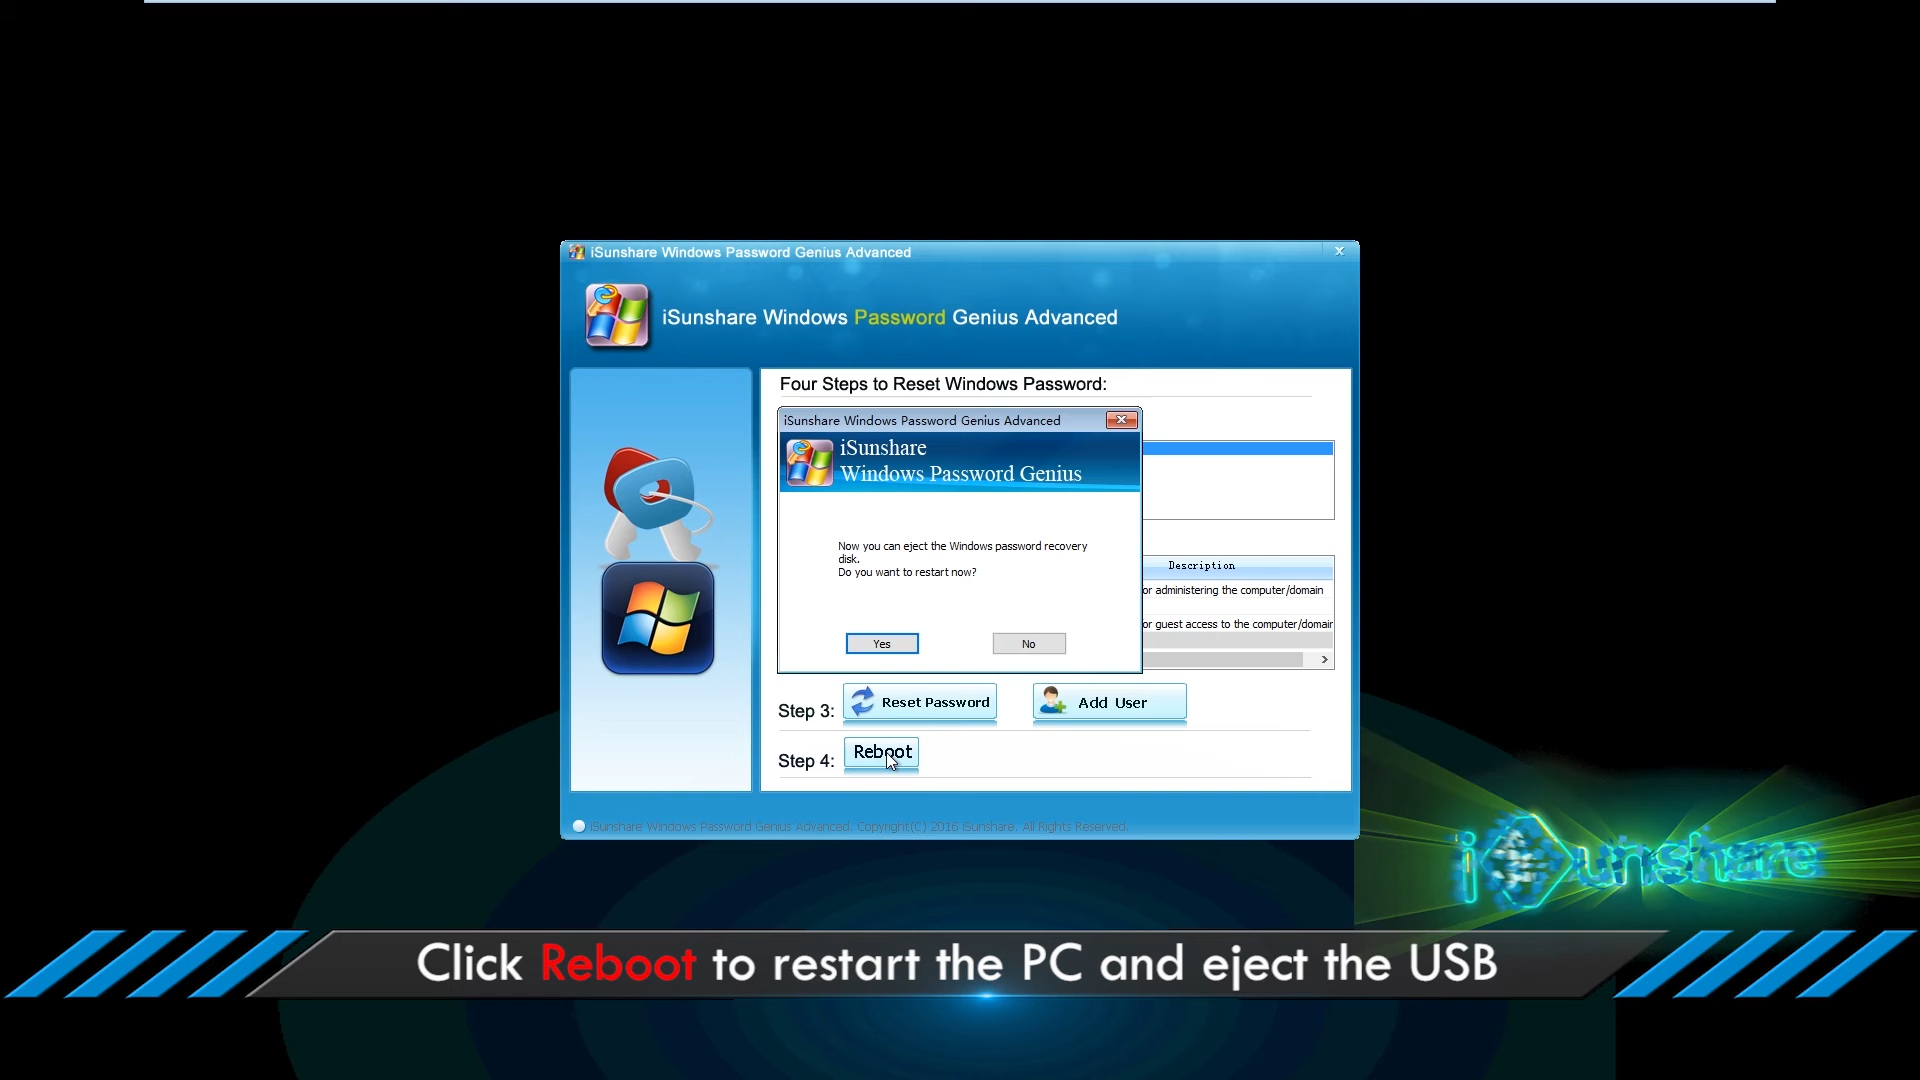 iSunshare Windows Password Genius Advanced
x
iSunshare Windows Password Genius Advanced
Four Steps to Reset Windows Password:
iSunshare Windows Password Genius Advanced
iSunshare
Windows Password Genius
Now you can eject the Windows password recovery
disk.
Do you want to restart now?
Yes
No
Description
or administering the computer/domain
or guest access to the computer/domain
Step 3:
Reset Password
Add User
Step 4:
Reboot
iSunshare Windows Password Genius Advanced. Copyright(C) 2016 iSunshare. All Rights Reserved.
iSunshare
Click Reboot to restart the PC and eject the USB